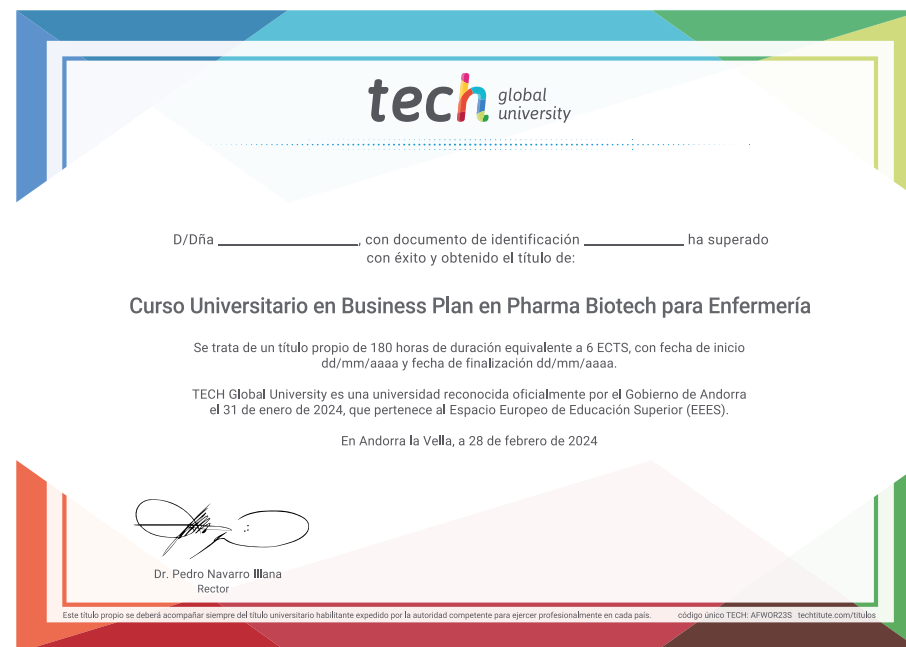 tech global university
D/Dña ____________________, con documento de identificación ______________ ha superado
con éxito y obtenido el título de:
Curso Universitario en Business Plan en Pharma Biotech para Enfermería
Se trata de un título propio de 180 horas de duración equivalente a 6 ECTS, con fecha de inicio
dd/mm/aaaa y fecha de finalización dd/mm/aaaa.
TECH Global University es una universidad reconocida oficialmente por el Gobierno de Andorra
el 31 de enero de 2024, que pertenece al Espacio Europeo de Educación Superior (EEES).
En Andorra la Vella, a 28 de febrero de 2024
Dr. Pedro Navarro Illana
Rector
Este título propio se deberá acompañar siempre del título universitario habilitante expedido por la autoridad competente para ejercer profesionalmente en cada país. código único TECH: AFWOR23S techtitute.com/titulos